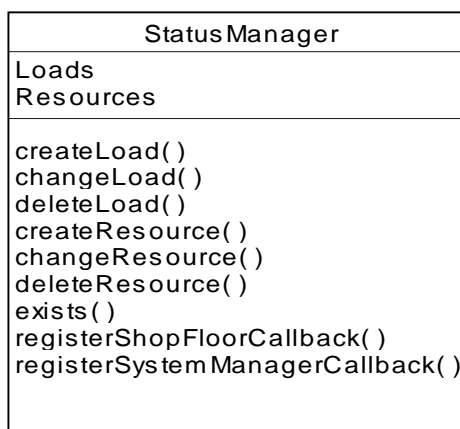 StatusManager
Loads
Resources
createLoad( )
changeLoad( )
deleteLoad( )
createResource( )
changeResource( )
deleteResource( )
exists( )
registerShopFloorCallback( )
registerSystemManagerCallback( )